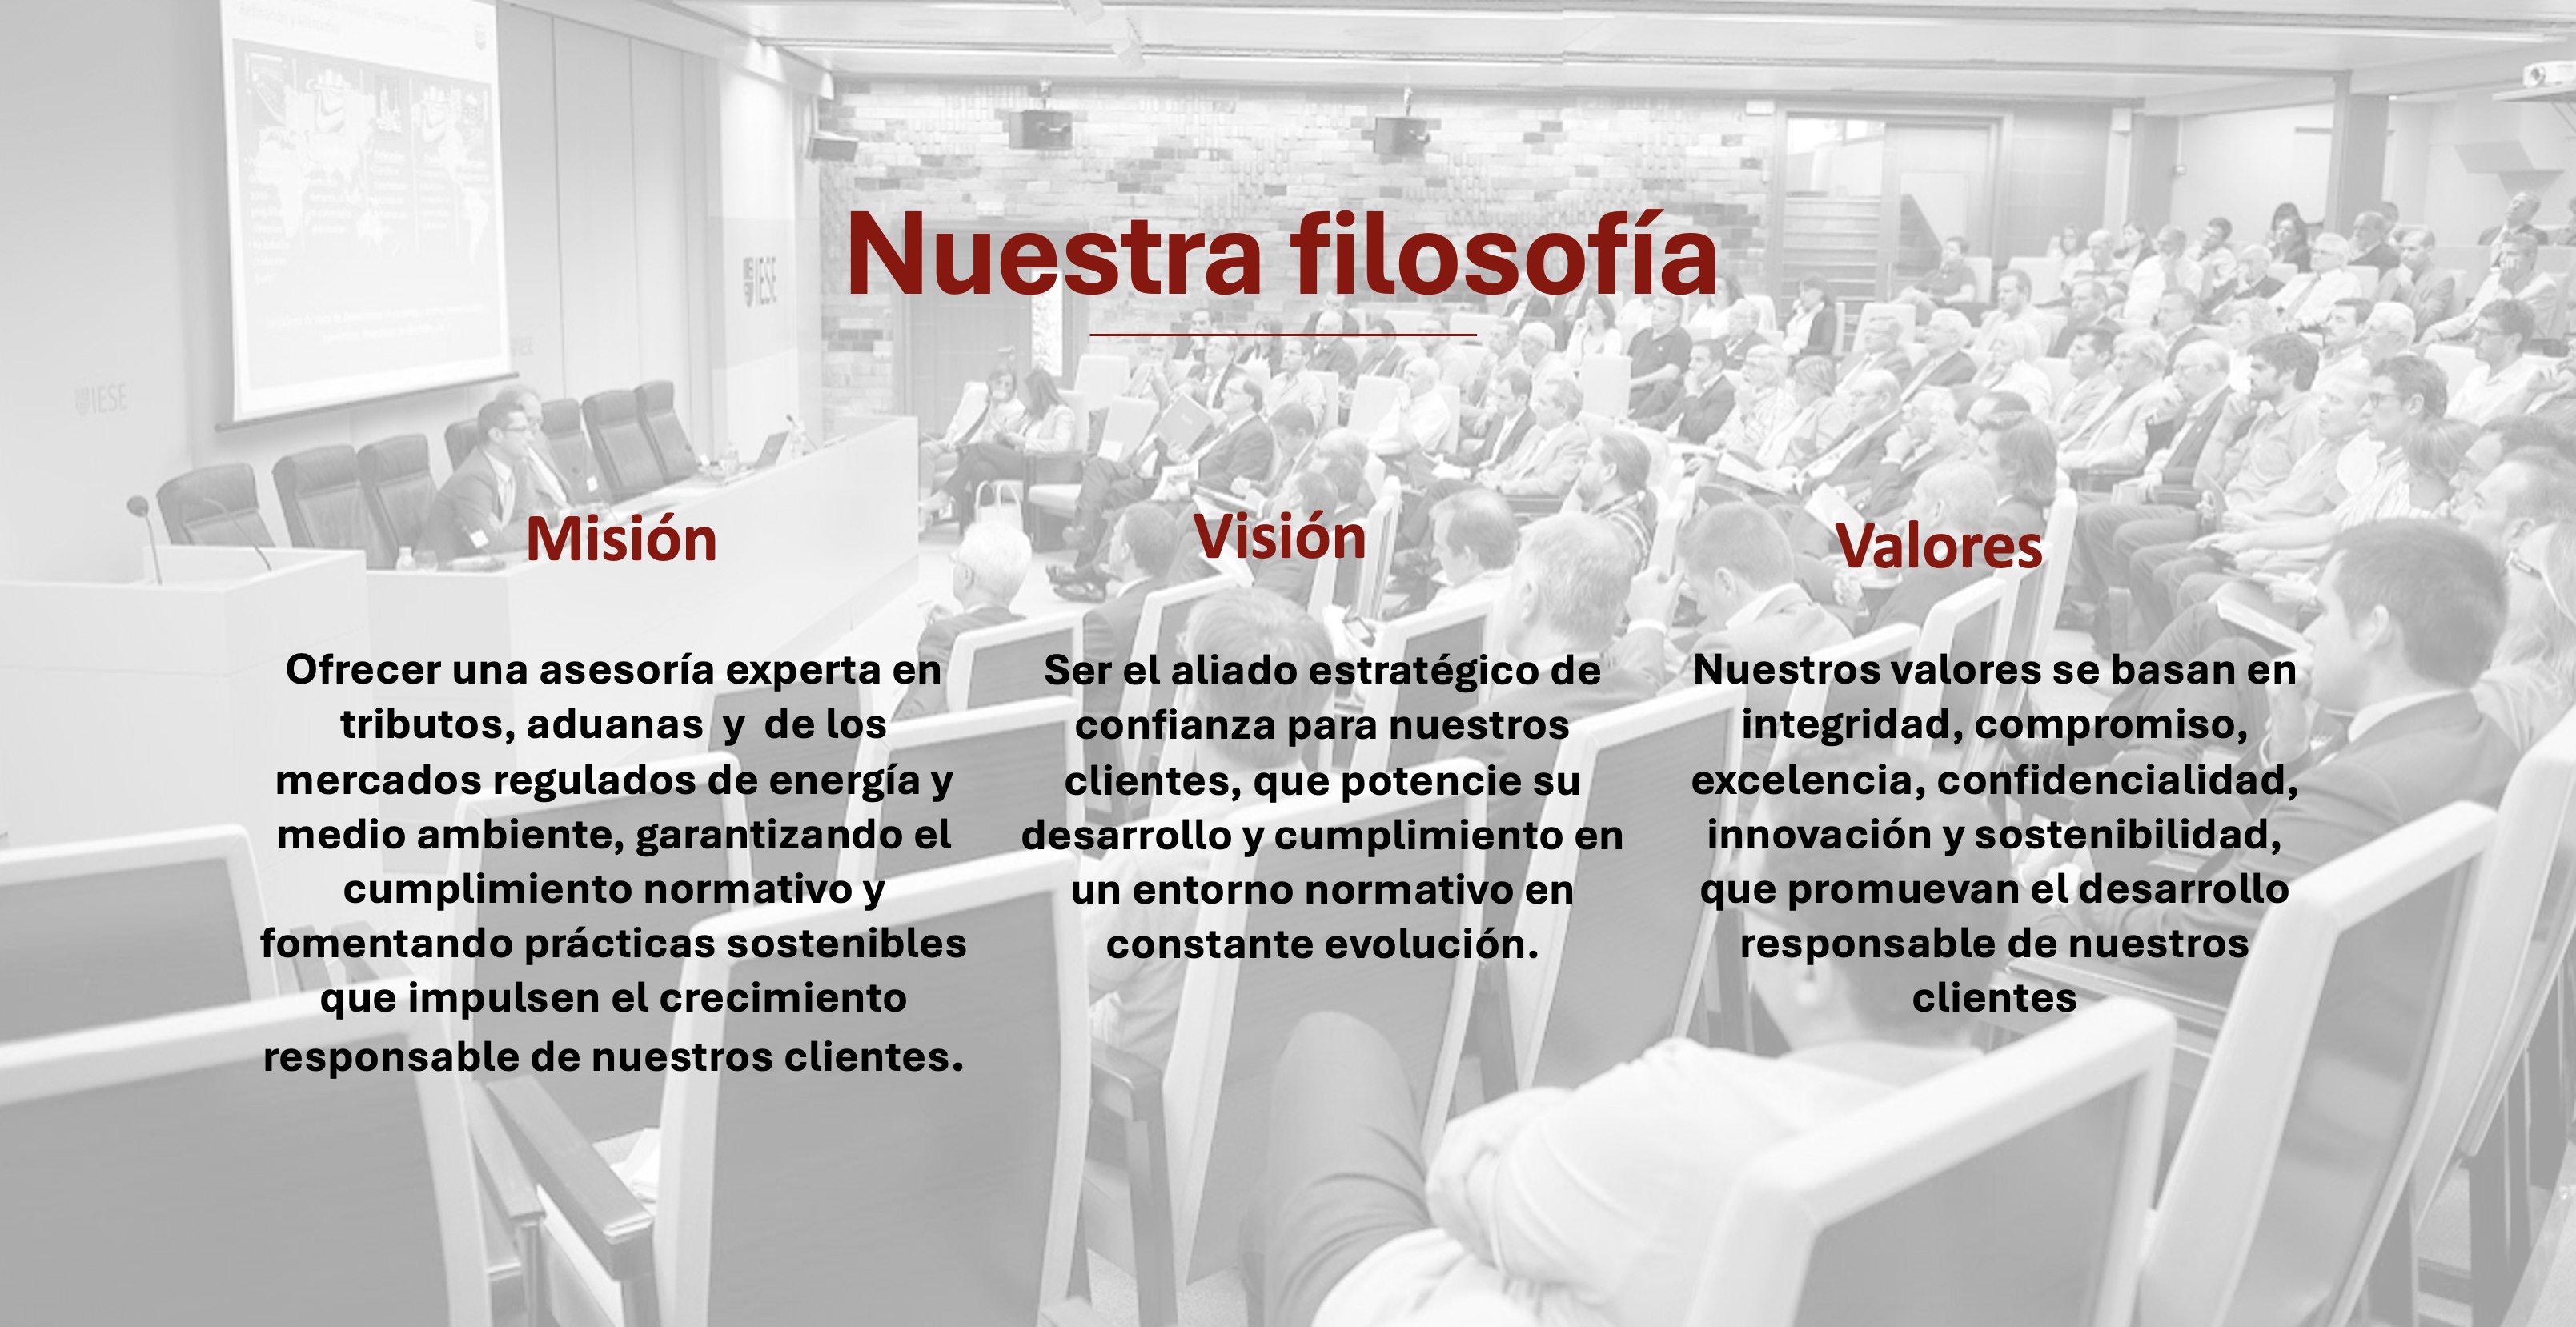 Nuestra filosofía
IESE
IESE
Misión
Ofrecer una asesoría experta en
tributos, aduanas  y  de los
mercados regulados de energía y
medio ambiente, garantizando el
cumplimiento normativo y
fomentando prácticas sostenibles
que impulsen el crecimiento
responsable de nuestros clientes.
Visión
Ser el aliado estratégico de
confianza para nuestros
clientes, que potencie su
desarrollo y cumplimiento en
un entorno normativo en
constante evolución.
Valores
Nuestros valores se basan en
integridad, compromiso,
excelencia, confidencialidad,
innovación y sostenibilidad,
que promuevan el desarrollo
responsable de nuestros
clientes